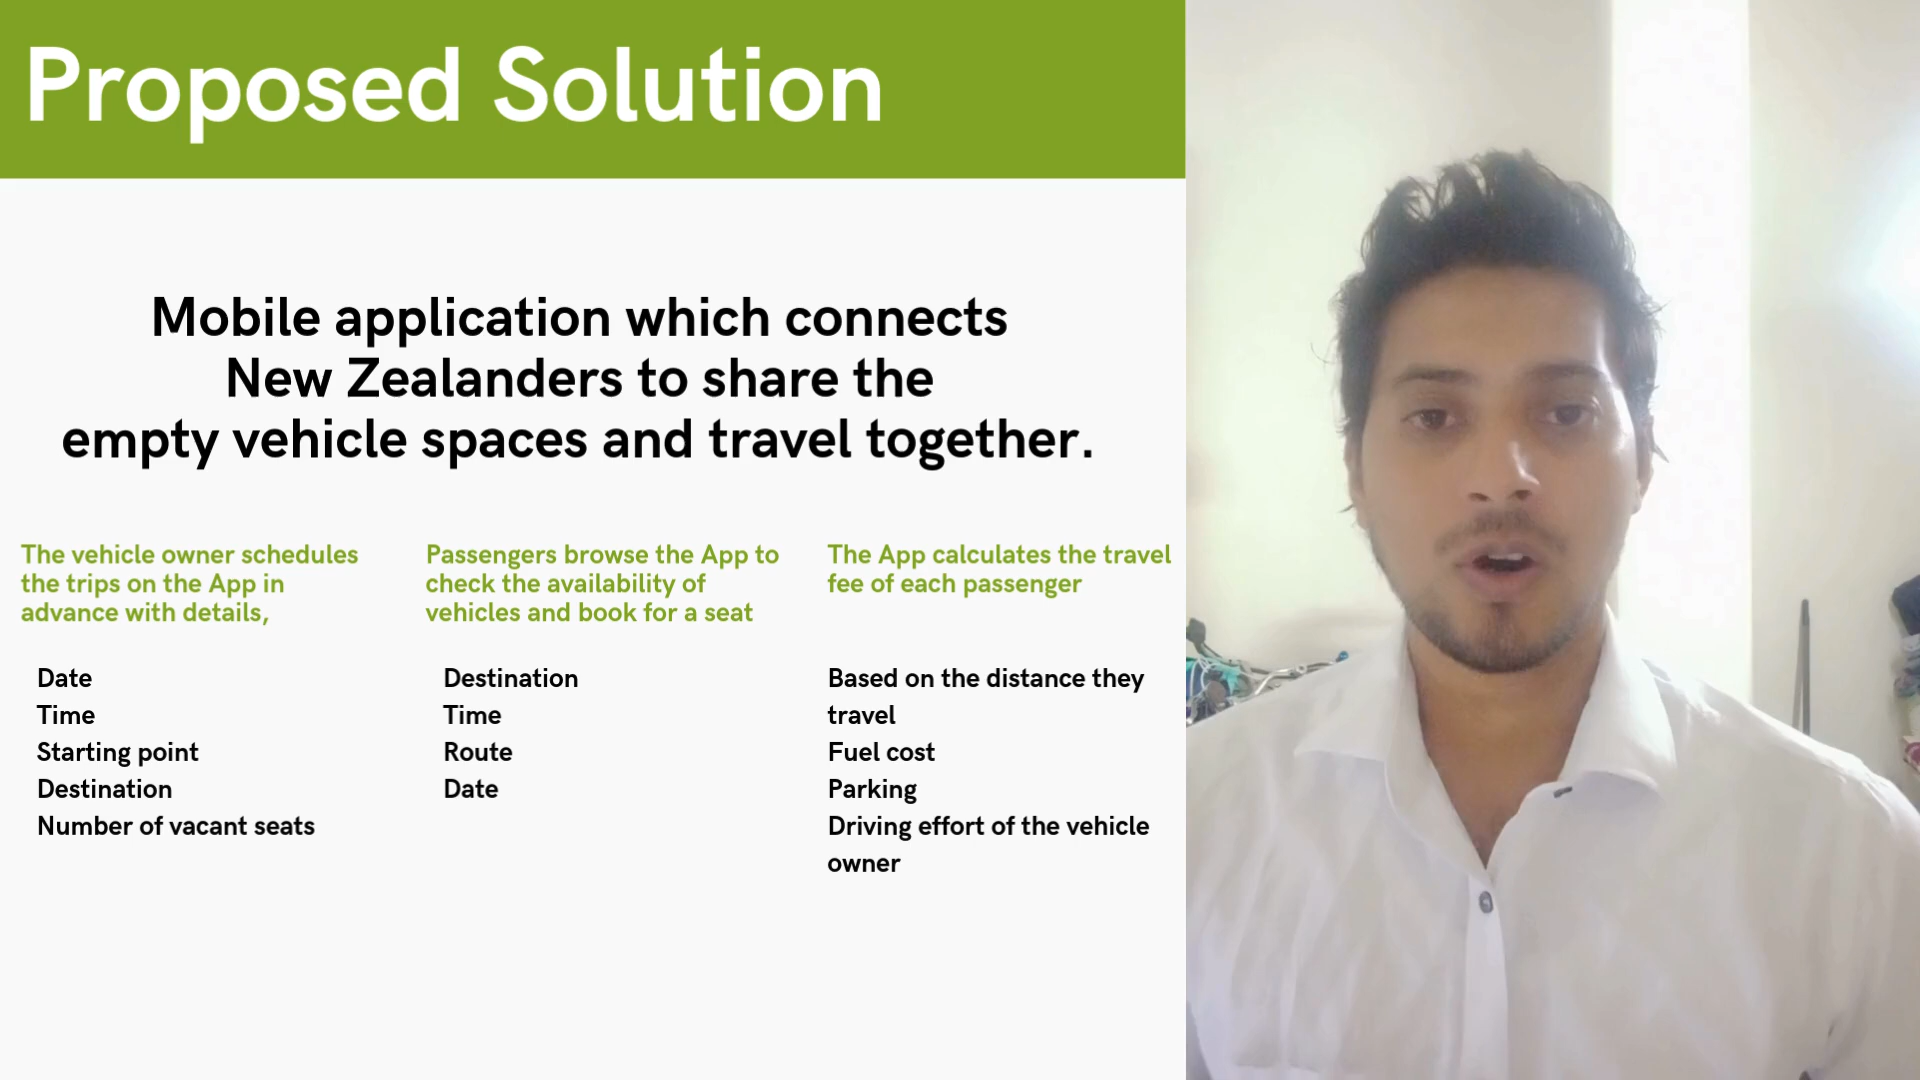 Proposed Solution
Mobile application which connects
New Zealanders to share the
empty vehicle spaces and travel together.
The vehicle owner schedules
the trips on the App in
advance with details,
Date
Time
Starting point
Destination
Number of vacant seats
Passengers browse the App to
check the availability of
vehicles and book for a seat
Destination
Time
Route
Date
The App calculates the travel
fee of each passenger
Based on the distance they
travel
Fuel cost
Parking
Driving effort of the vehicle
owner